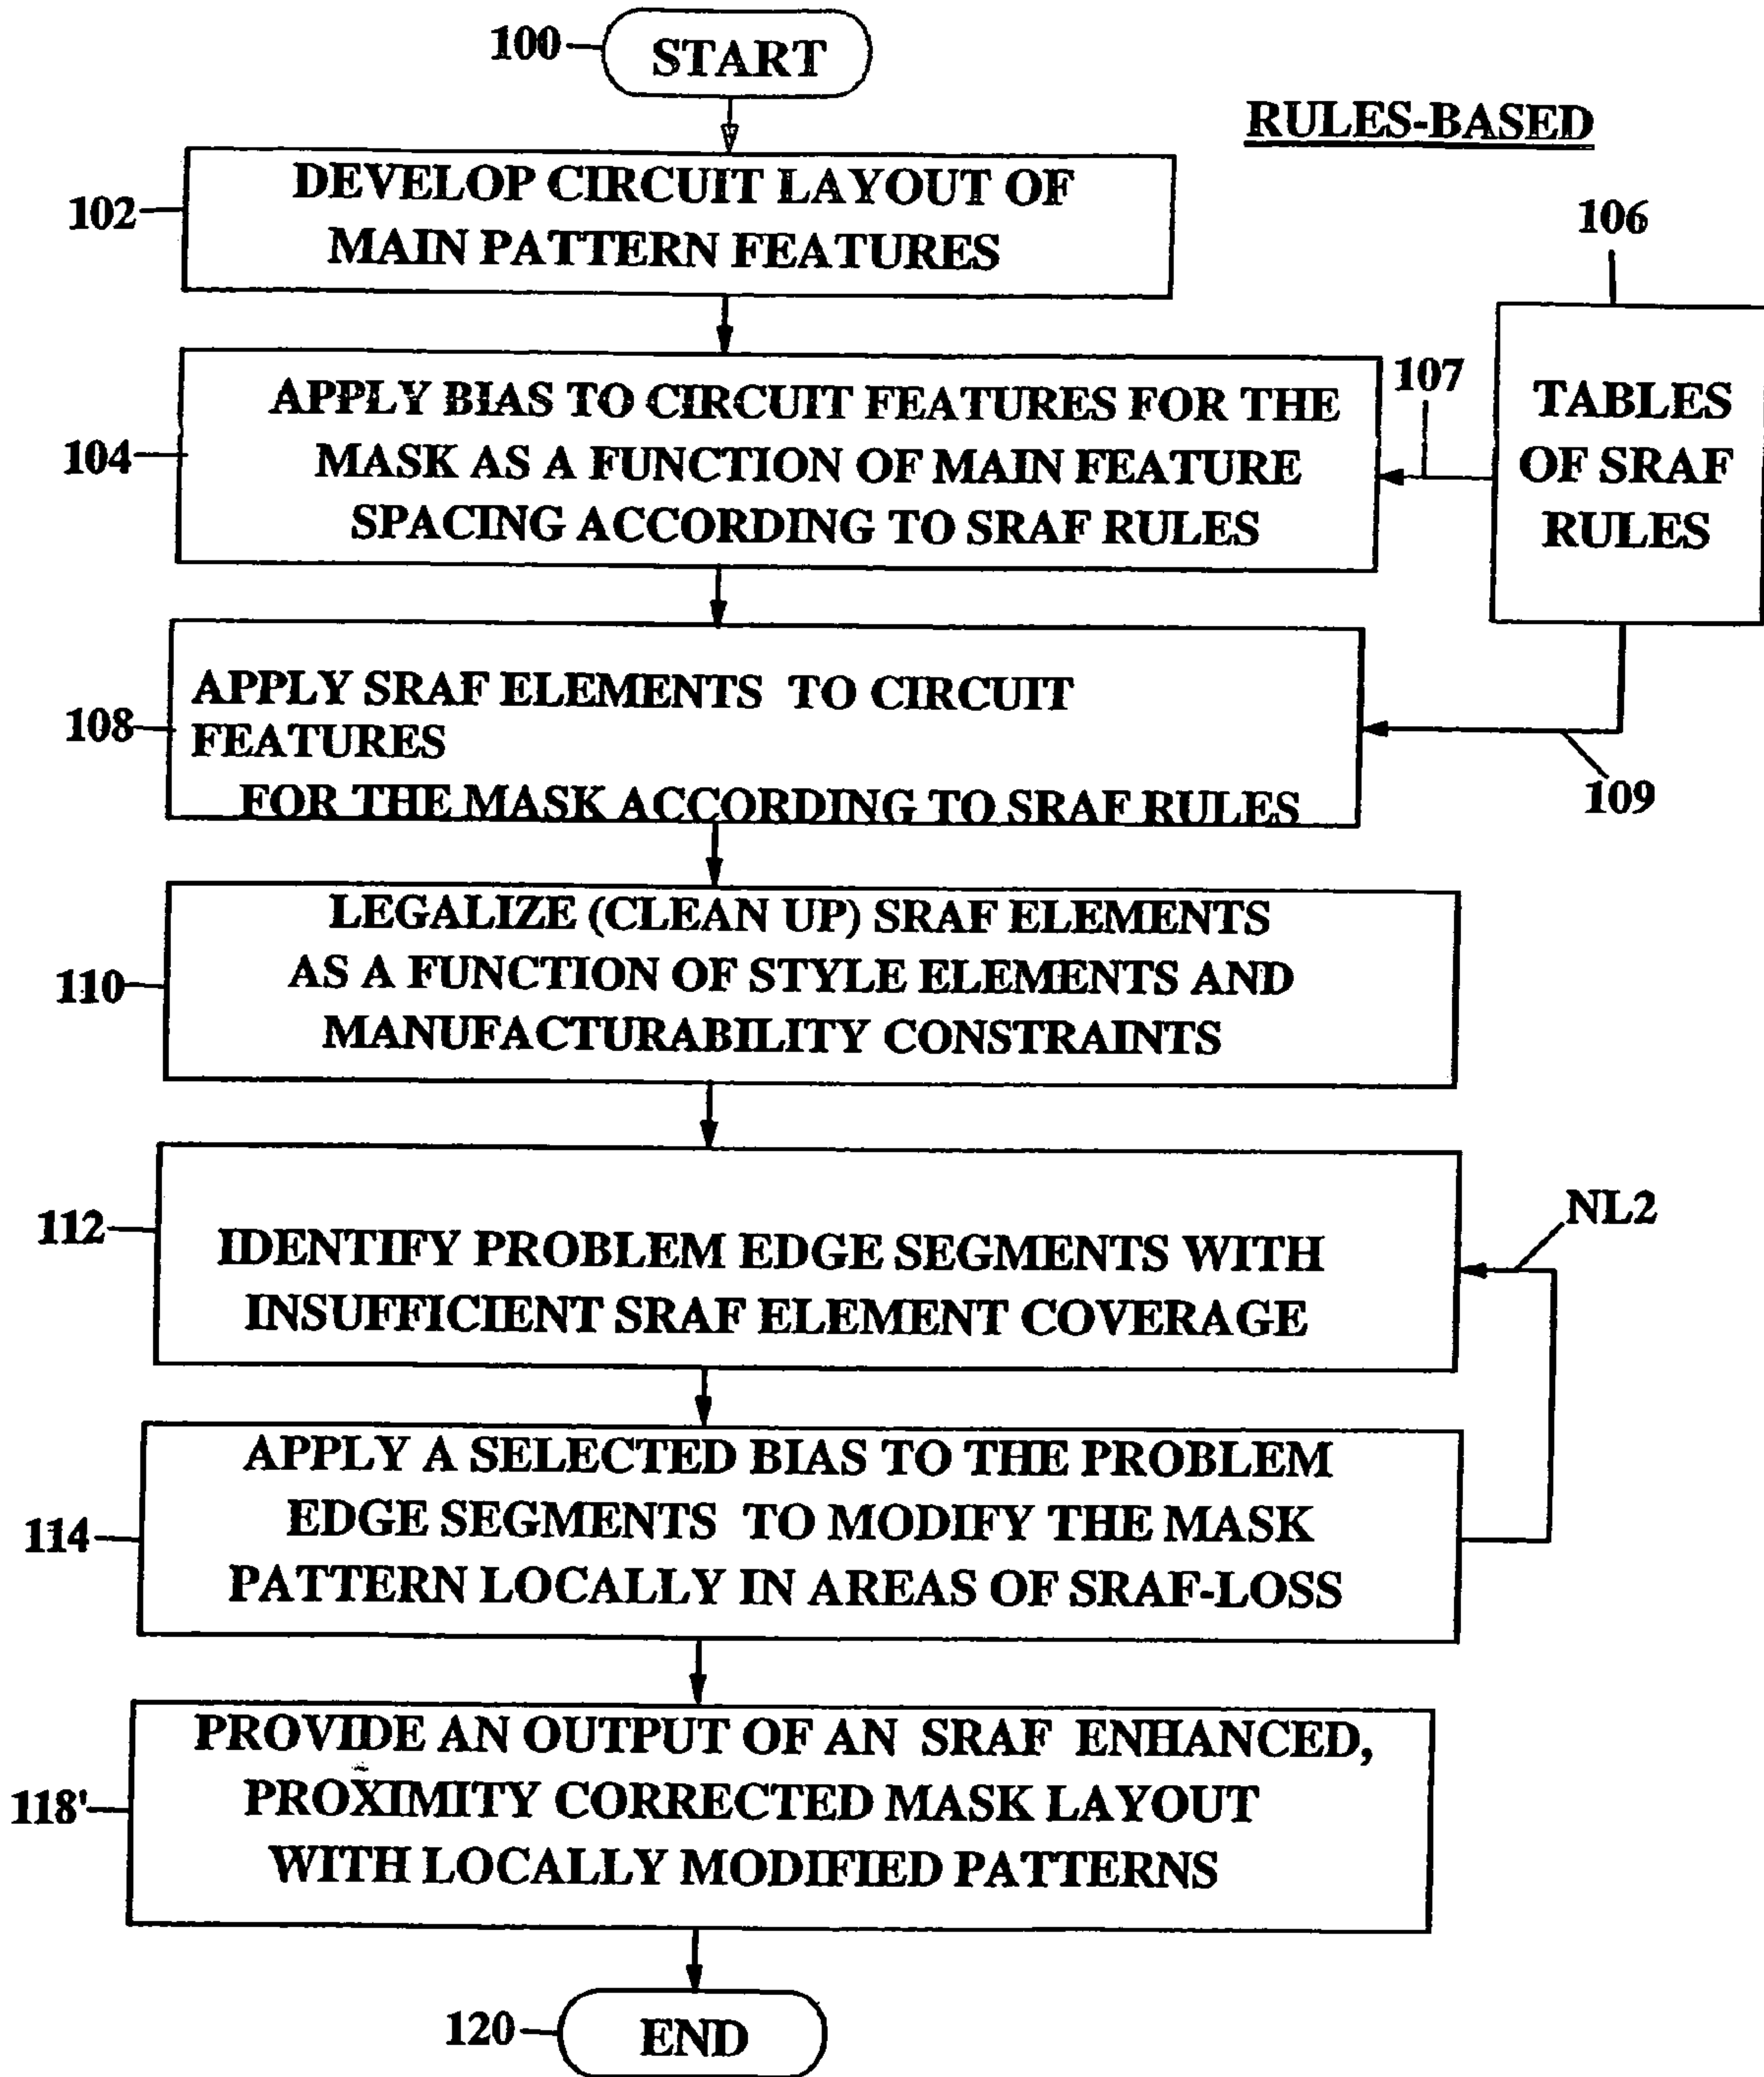 100
START
RULES-BASED
102
DEVELOP CIRCUIT LAYOUT OF
MAIN PATTERN FEATURES
106
104
APPLY BIAS TO CIRCUIT FEATURES FOR THE
MASK AS A FUNCTION OF MAIN FEATURE
SPACING ACCORDING TO SRAF RULES
107
TABLES
OF SRAF
RULES
108
APPLY SRAF ELEMENTS TO CIRCUIT
FEATURES
FOR THE MASK ACCORDING TO SRAF RULES
109
110
LEGALIZE (CLEAN UP) SRAF ELEMENTS
AS A FUNCTION OF STYLE ELEMENTS AND
MANUFACTURABILITY CONSTRAINTS
112
IDENTIFY PROBLEM EDGE SEGMENTS WITH
INSUFFICIENT SRAF ELEMENT COVERAGE
NL2
114
APPLY A SELECTED BIAS TO THE PROBLEM
EDGE SEGMENTS TO MODIFY THE MASK
PATTERN LOCALLY IN AREAS OF SRAF-LOSS
118'
PROVIDE AN OUTPUT OF AN SRAF ENHANCED,
PROXIMITY CORRECTED MASK LAYOUT
WITH LOCALLY MODIFIED PATTERNS
120
END